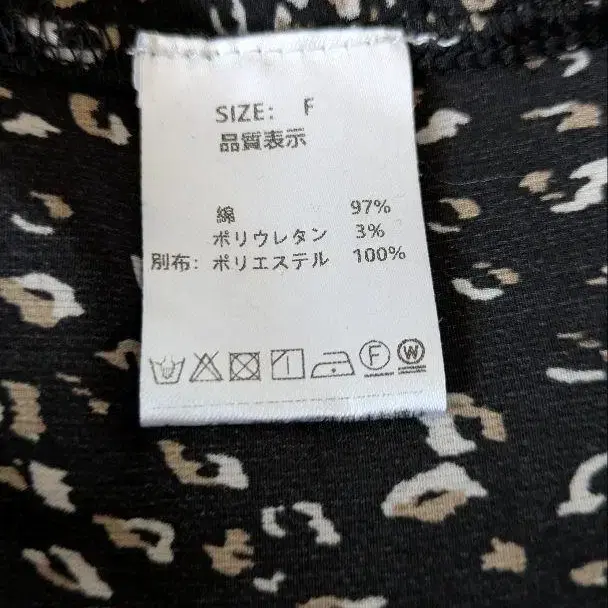 SIZE: F
品質表示
綿 97%
ポリウレタン 3%
別布: ポリエステル 100%
F W